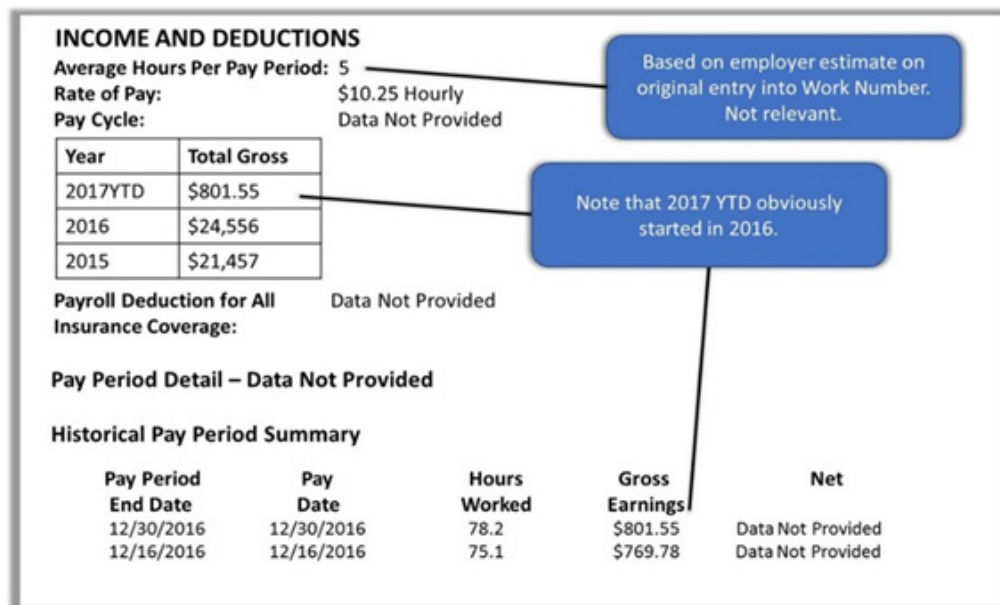 INCOME AND DEDUCTIONS
Average Hours Per Pay Period: 5
Rate of Pay: $10.25 Hourly
Pay Cycle: Data Not Provided
Based on employer estimate on
original entry into Work Number.
Not relevant.
Year Total Gross
2017YTD $801.55
2016 $24,556
2015 $21,457
Note that 2017 YTD obviously
started in 2016.
Payroll Deduction for All Data Not Provided
Insurance Coverage:
Pay Period Detail – Data Not Provided
Historical Pay Period Summary
Pay Period Pay Hours Gross Net
End Date Date Worked Earnings
12/30/2016 12/30/2016 78.2 $801.55 Data Not Provided
12/16/2016 12/16/2016 75.1 $769.78 Data Not Provided